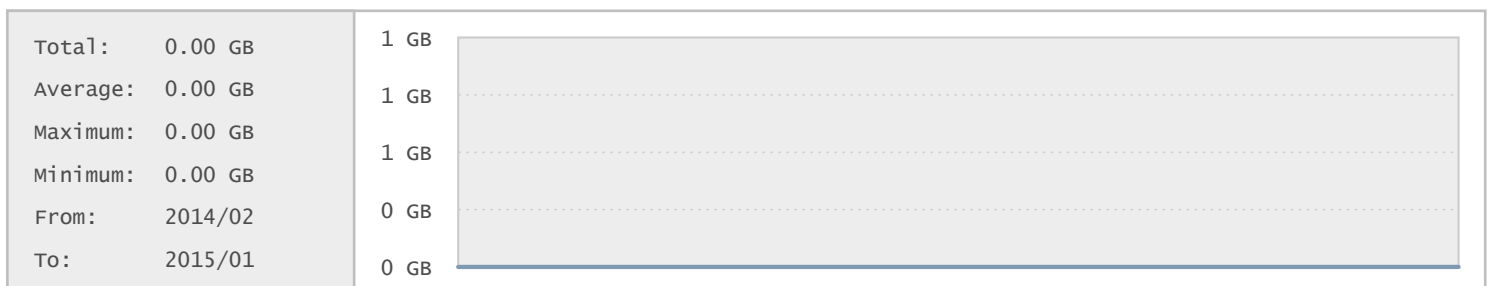 Total: 0.00 GB
Average: 0.00 GB
Maximum: 0.00 GB
Minimum: 0.00 GB
From: 2014/02
To: 2015/01
1 GB
1 GB
1 GB
0 GB
0 GB